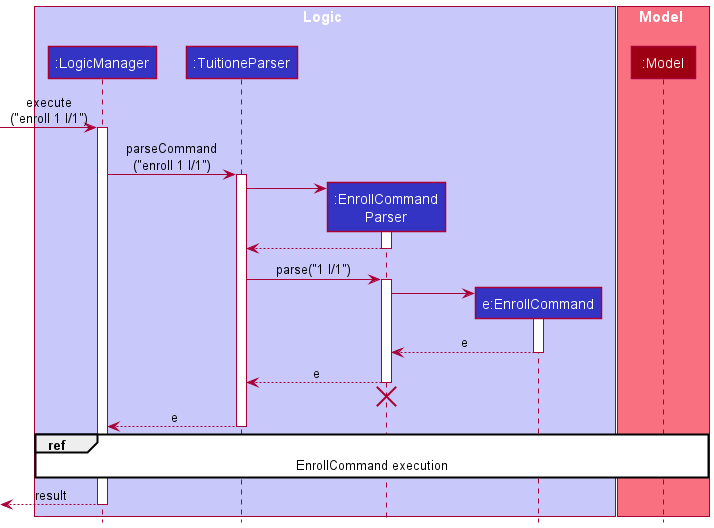 Logic
Model
:LogicManager
:TuitioneParser
:Model
execute
("enroll 1 l/1")
parseCommand
("enroll 1 l/1")
:EnrollCommand
Parser
parse("1 l/1")
e:EnrollCommand
e
e
e
ref
EnrollCommand execution
result